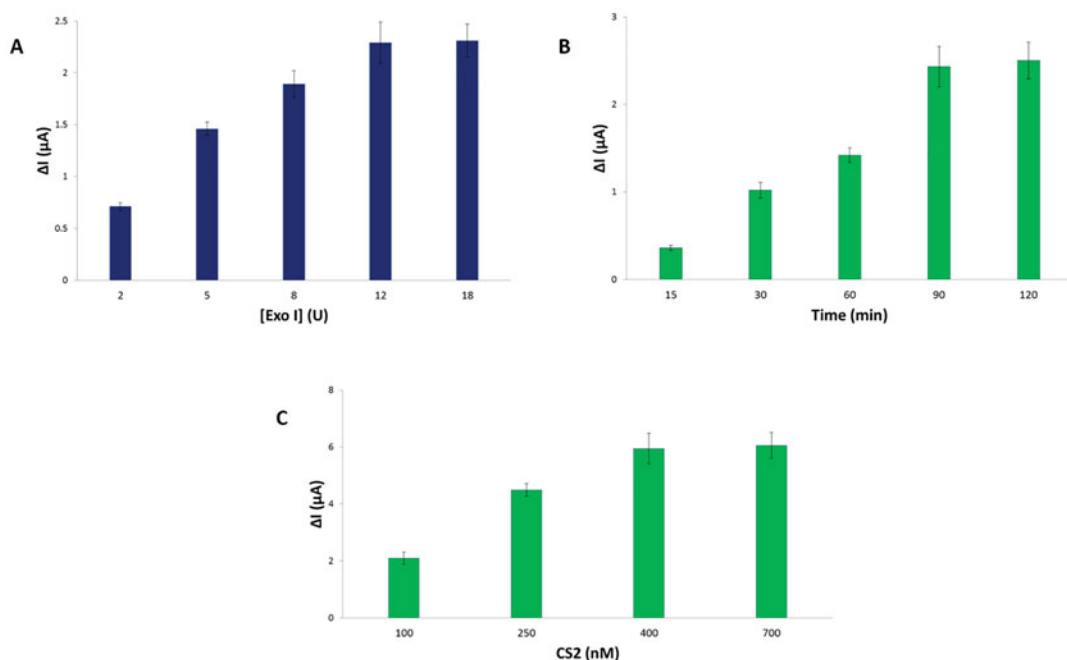 A
ΔI (µA)
2.5
2
1.5
1
0.5
0
2 5 8 12 18
[Exo I] (U)
B
ΔI (µA)
3
2
1
0
15 30 60 90 120
Time (min)
C
ΔI (µA)
8
6
4
2
0
100 250 400 700
CS2 (nM)